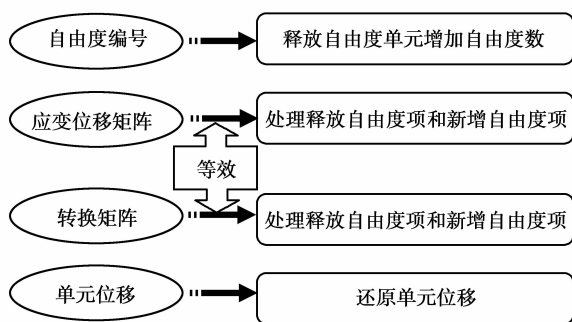 自由度编号
释放自由度单元增加自由度数
应变位移矩阵
处理释放自由度项和新增自由度项
等效
转换矩阵
处理释放自由度项和新增自由度项
单元位移
还原单元位移